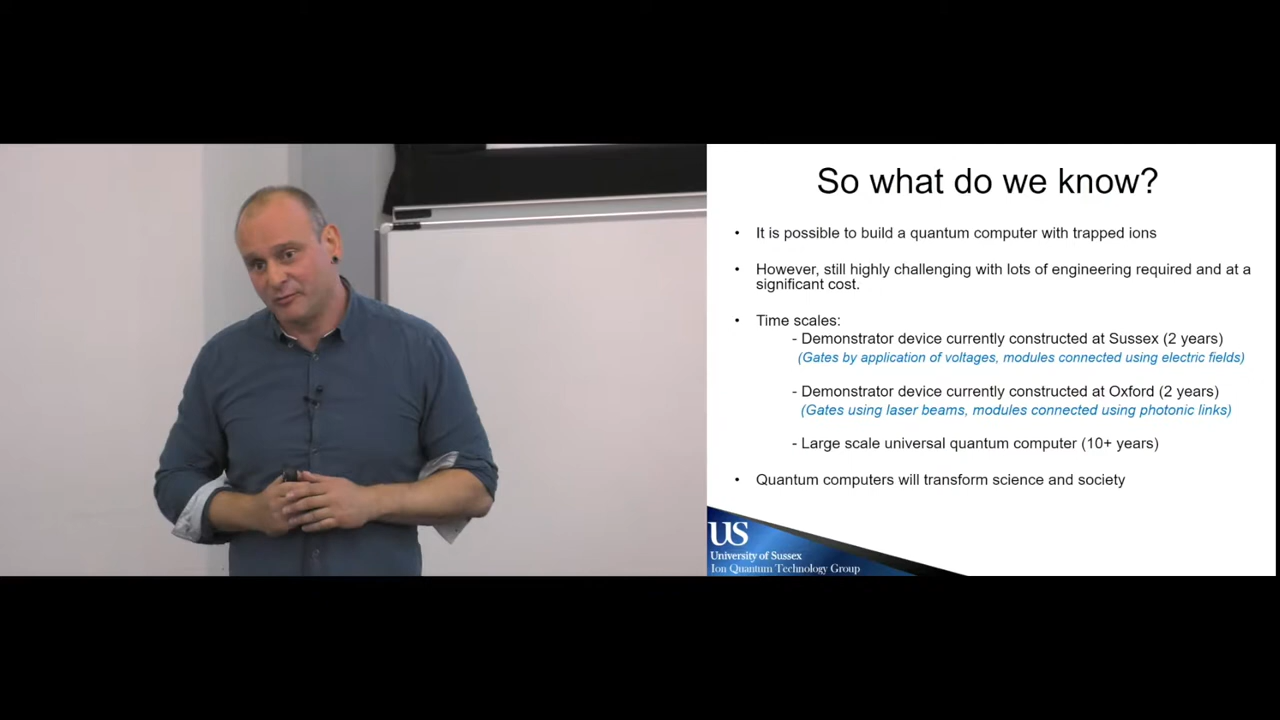 So what do we know?
• It is possible to build a quantum computer with trapped ions
• However, still highly challenging with lots of engineering required and at a
significant cost.
• Time scales:
- Demonstrator device currently constructed at Sussex (2 years)
(Gates by application of voltages, modules connected using electric fields)
- Demonstrator device currently constructed at Oxford (2 years)
(Gates using laser beams, modules connected using photonic links)
- Large scale universal quantum computer (10+ years)
• Quantum computers will transform science and society
US
University of Sussex
Ion Quantum Technology Group